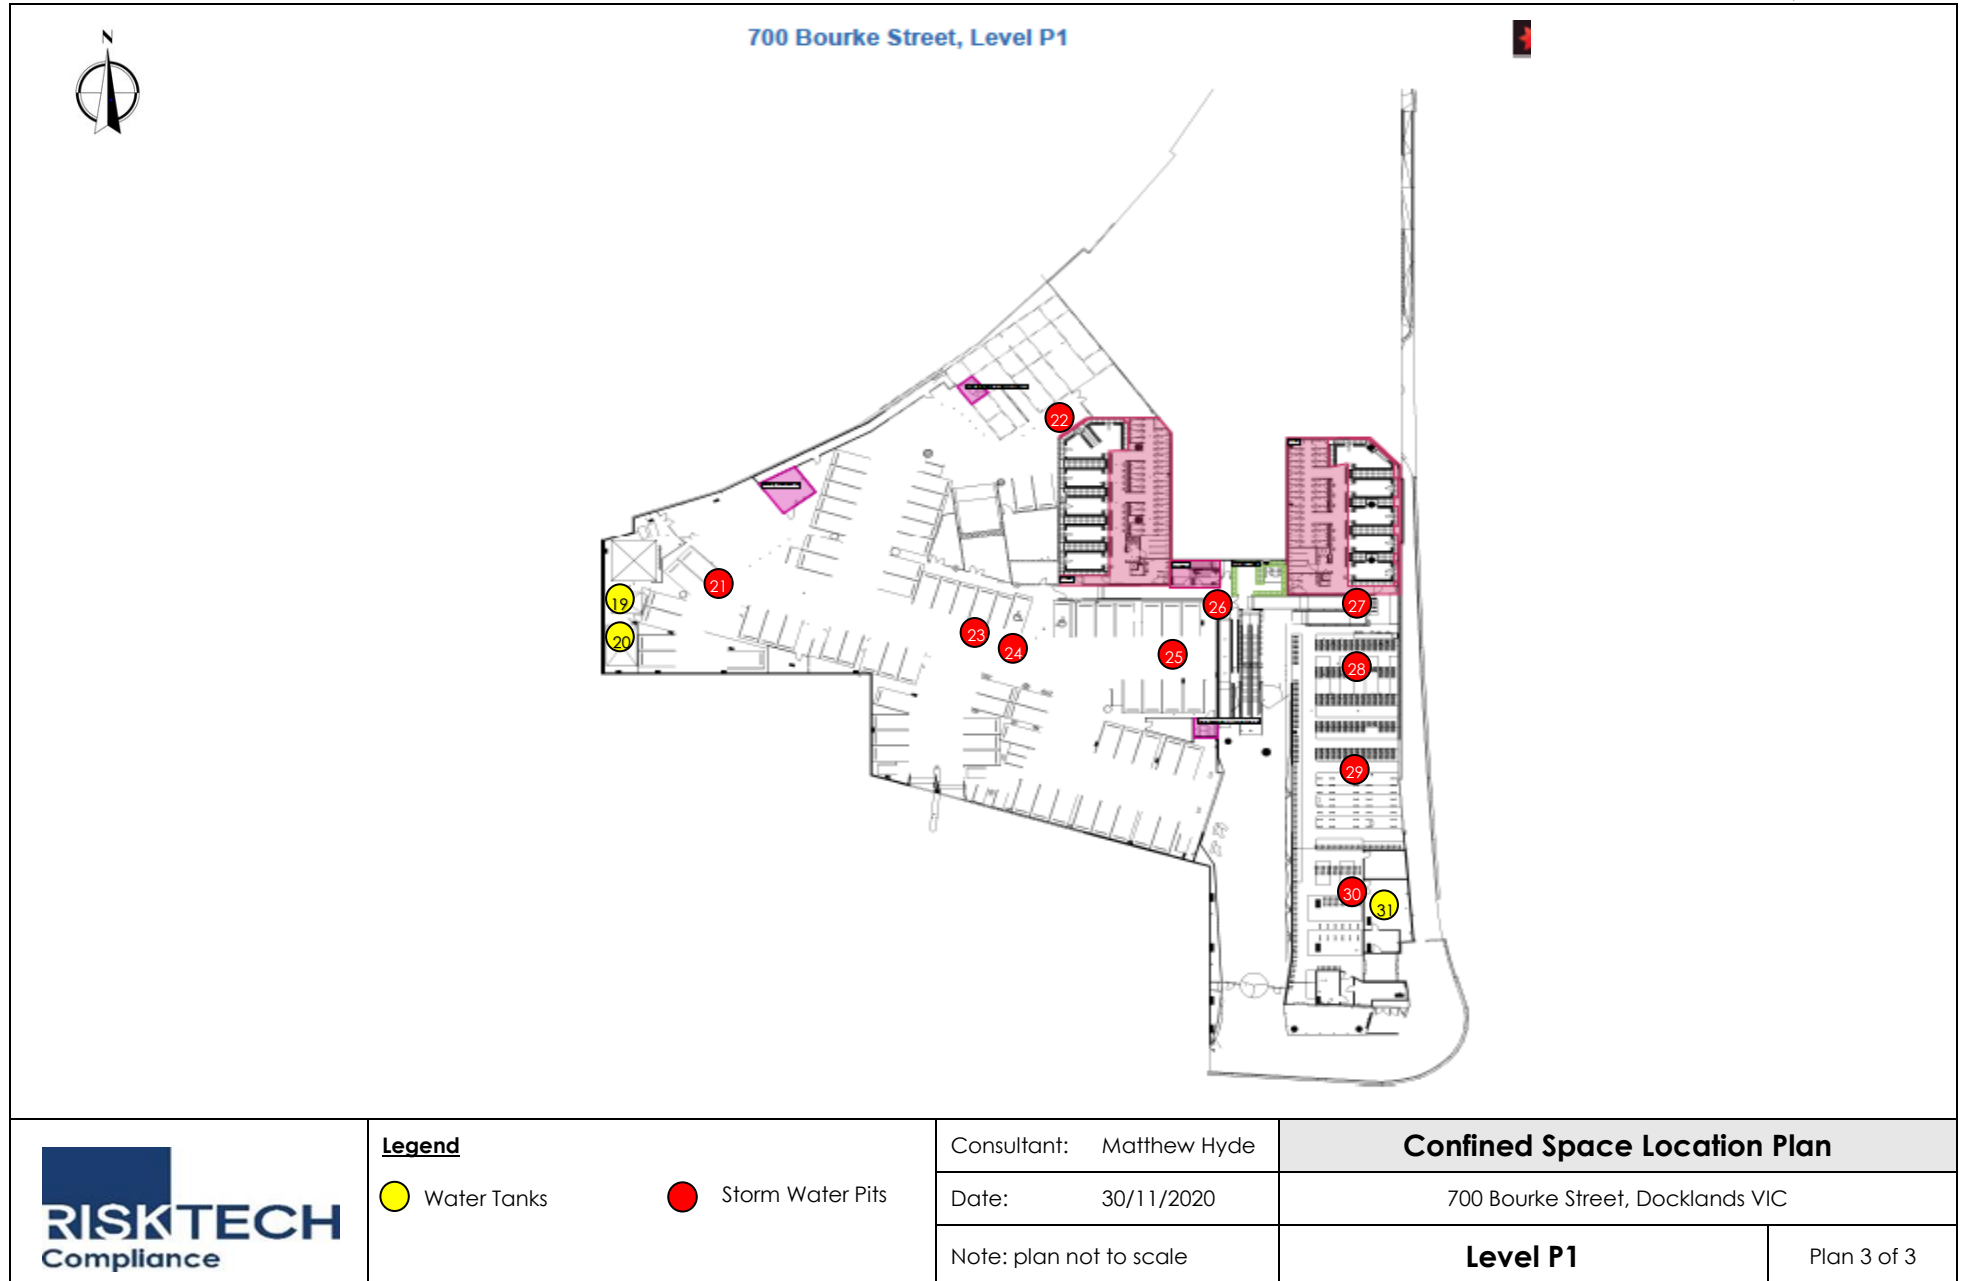 N
700 Bourke Street, Level P1
22
21
19
20
23
24
25
26
27
28
29
30
31
RISKTECH
Compliance
Legend
Water Tanks
Storm Water Pits
Consultant: Matthew Hyde
Date: 30/11/2020
Note: plan not to scale
Confined Space Location Plan
700 Bourke Street, Docklands VIC
Level P1
Plan 3 of 3